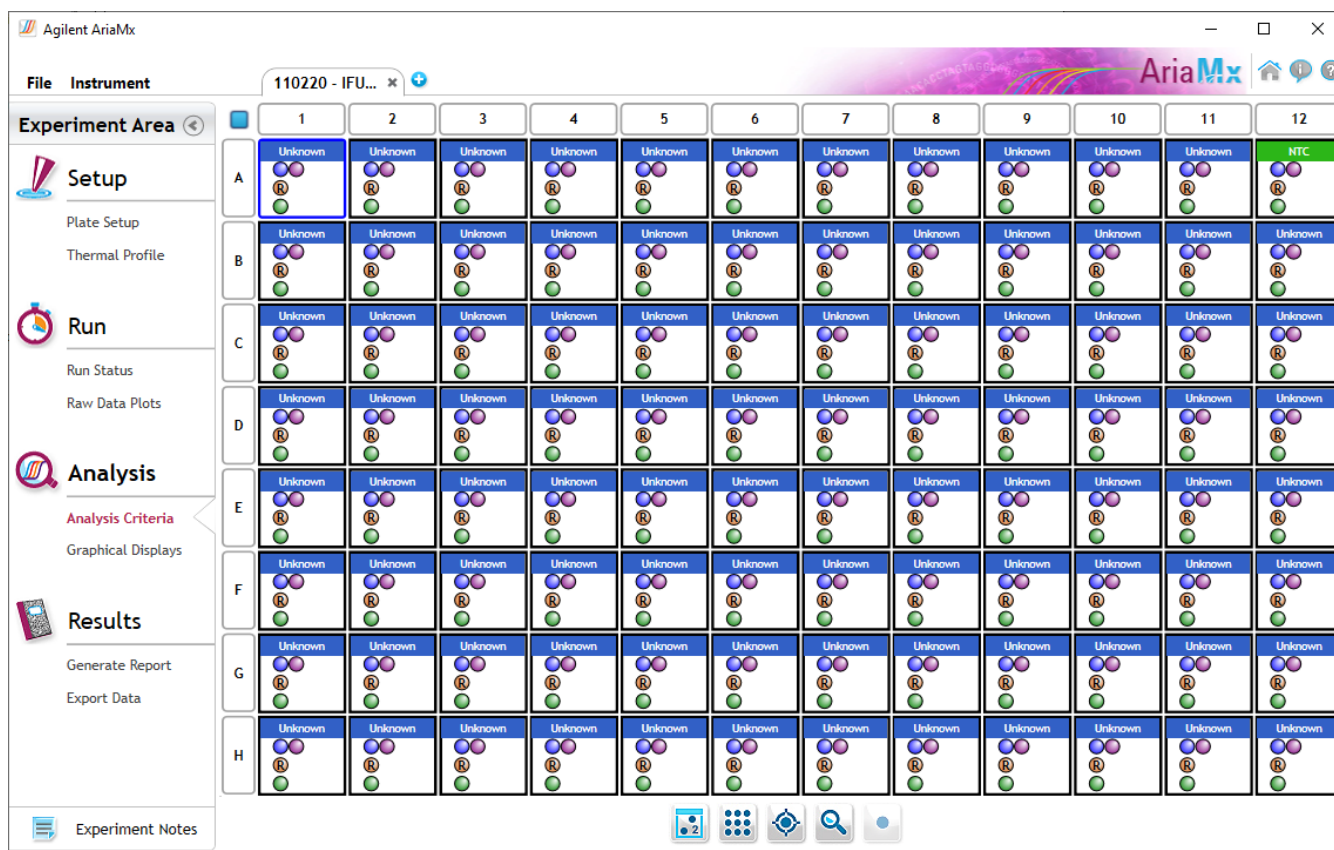 Agilent AriaMx
File Instrument 110220 - IFU... AriaMx
Experiment Area 1 2 3 4 5 6 7 8 9 10 11 12
Setup
Plate Setup
Thermal Profile
Run
Run Status
Raw Data Plots
Analysis
Analysis Criteria
Graphical Displays
Results
Generate Report
Export Data
Experiment Notes
A Unknown Unknown Unknown Unknown Unknown Unknown Unknown Unknown Unknown Unknown Unknown NTC
R R R R R R R R R R R R
B Unknown Unknown Unknown Unknown Unknown Unknown Unknown Unknown Unknown Unknown Unknown Unknown
R R R R R R R R R R R R
C Unknown Unknown Unknown Unknown Unknown Unknown Unknown Unknown Unknown Unknown Unknown Unknown
R R R R R R R R R R R R
D Unknown Unknown Unknown Unknown Unknown Unknown Unknown Unknown Unknown Unknown Unknown Unknown
R R R R R R R R R R R R
E Unknown Unknown Unknown Unknown Unknown Unknown Unknown Unknown Unknown Unknown Unknown Unknown
R R R R R R R R R R R R
F Unknown Unknown Unknown Unknown Unknown Unknown Unknown Unknown Unknown Unknown Unknown Unknown
R R R R R R R R R R R R
G Unknown Unknown Unknown Unknown Unknown Unknown Unknown Unknown Unknown Unknown Unknown Unknown
R R R R R R R R R R R R
H Unknown Unknown Unknown Unknown Unknown Unknown Unknown Unknown Unknown Unknown Unknown Unknown
R R R R R R R R R R R R
2